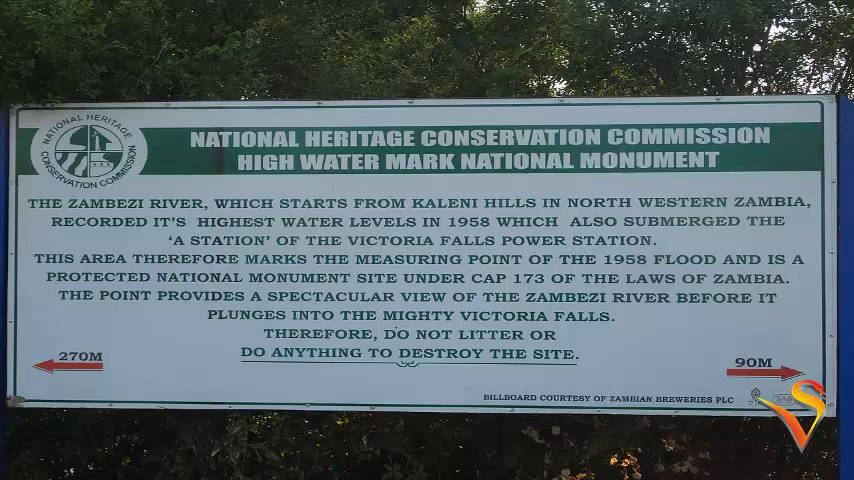 NATIONAL HERITAGE
CONSERVATION COMMISSION
NATIONAL HERITAGE CONSERVATION COMMISSION
HIGH WATER MARK NATIONAL MONUMENT
THE ZAMBEZI RIVER, WHICH STARTS FROM KALENI HILLS IN NORTH WESTERN ZAMBIA,
RECORDED IT'S HIGHEST WATER LEVELS IN 1958 WHICH ALSO SUBMERGED THE
'A STATION' OF THE VICTORIA FALLS POWER STATION.
THIS AREA THEREFORE MARKS THE MEASURING POINT OF THE 1958 FLOOD AND IS A
PROTECTED NATIONAL MONUMENT SITE UNDER CAP 173 OF THE LAWS OF ZAMBIA.
THE POINT PROVIDES A SPECTACULAR VIEW OF THE ZAMBEZI RIVER BEFORE IT
PLUNGES INTO THE MIGHTY VICTORIA FALLS.
THEREFORE, DO NOT LITTER OR
DO ANYTHING TO DESTROY THE SITE.
270M
90M
BILLBOARD COURTESY OF ZAMBIAN BREWERIES PLC